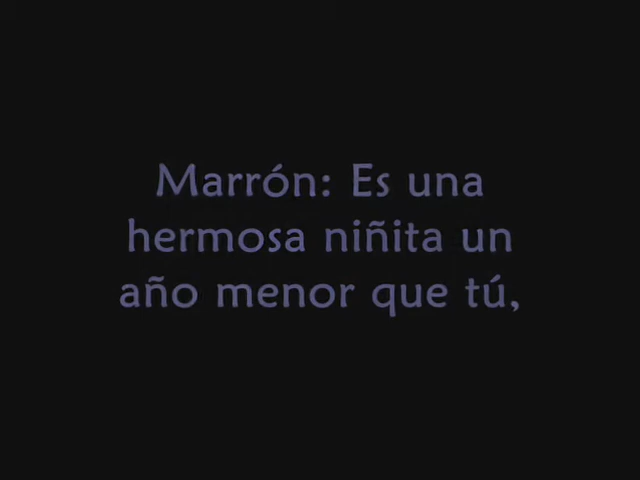 Marrón: Es una
hermosa niñita un
año menor que tú,